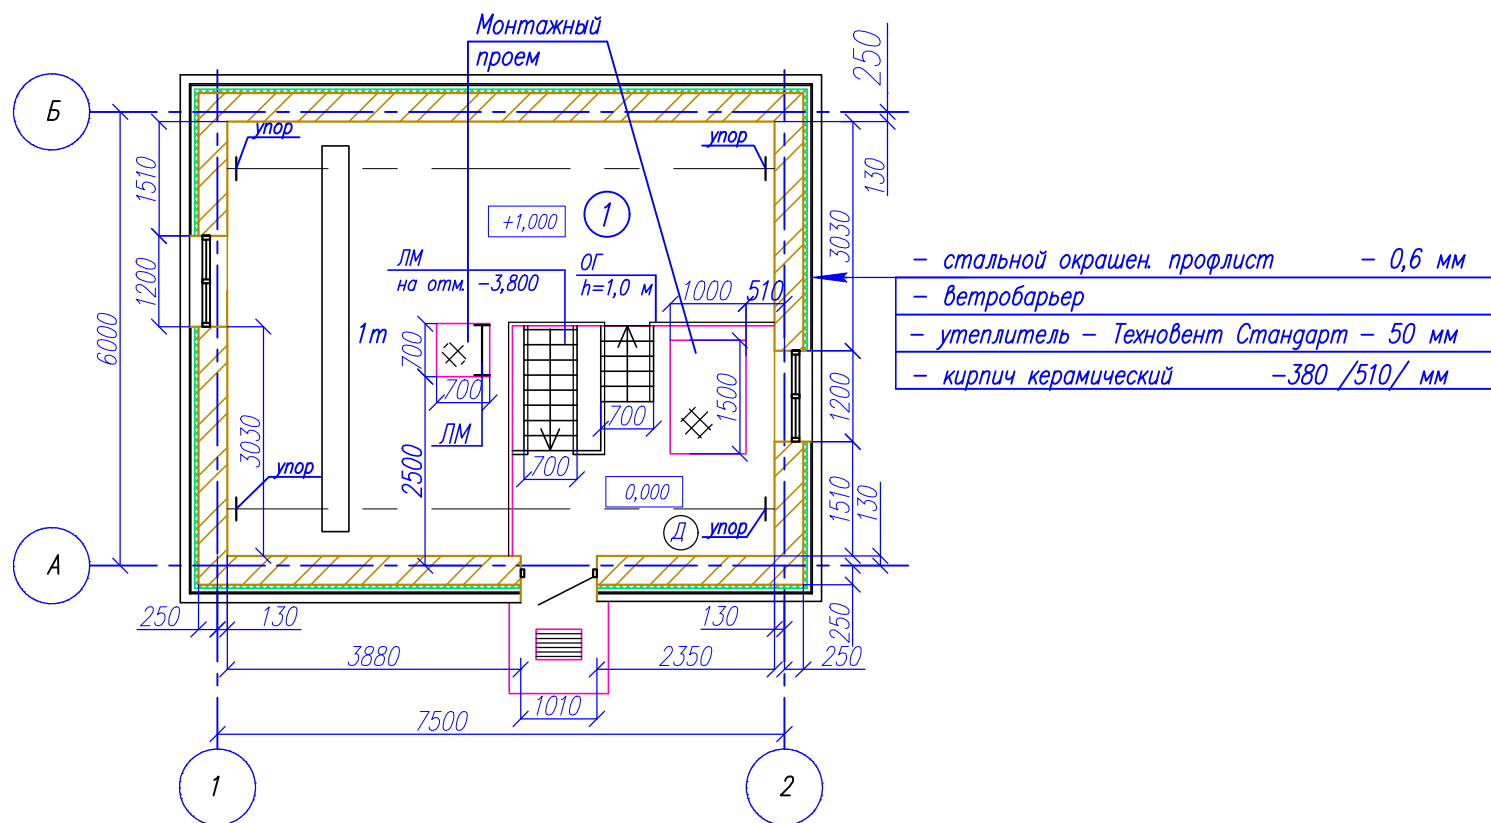 Монтажный
проем
250
Б
упор
упор
130
1510
+1,000
1
3030
ЛМ
на отм. -3,800
ОГ
h=1,0 м
1000
510
1200
6000
1т
700
700
ЛМ
2500
3030
упор
700
700
1500
1200
0,000
Д
упор
1510
130
А
250
130
130
250
250
3880
2350
1010
7500
1
2
- стальной окрашен. профлист - 0,6 мм
- ветробарьер
- утеплитель - Техновент Стандарт - 50 мм
- кирпич керамический -380 /510/ мм